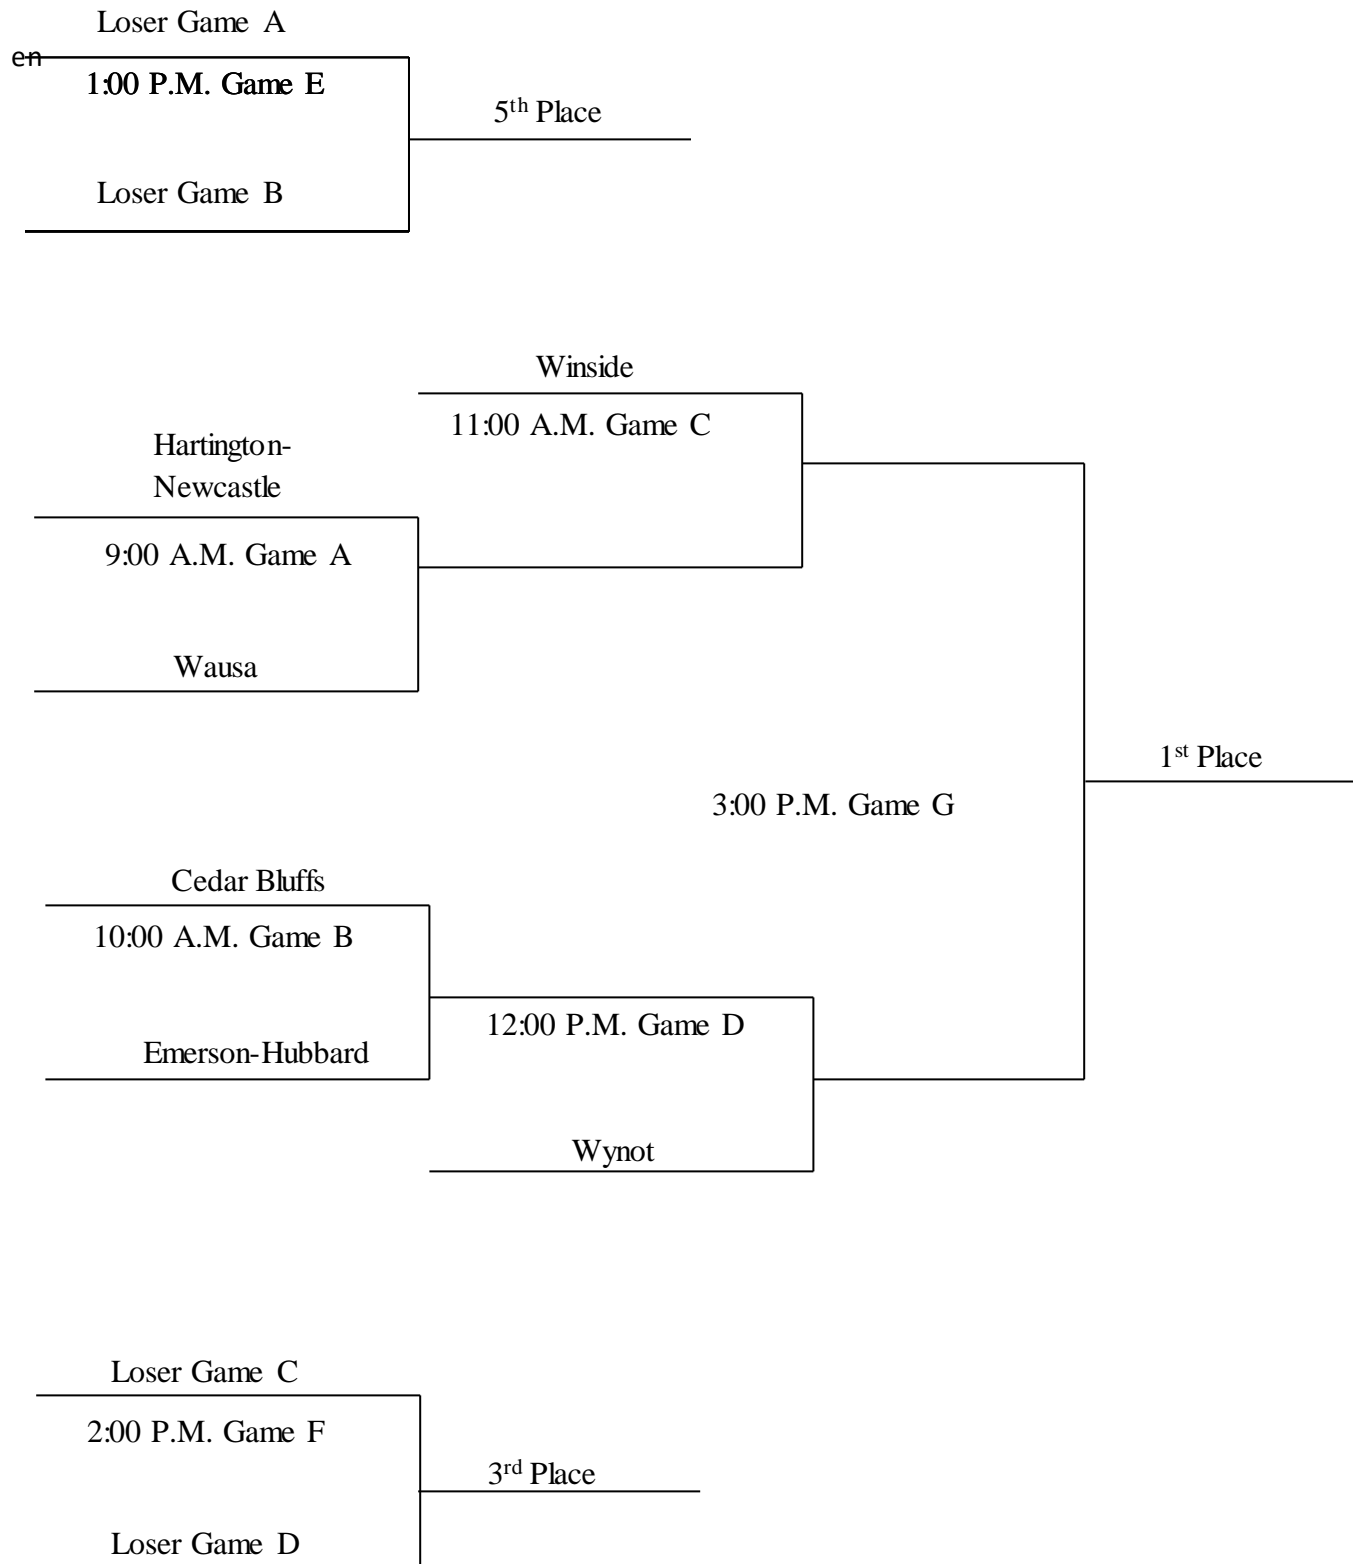 Loser Game A
en
1:00 P.M. Game E
5th Place
Loser Game B
Winside
11:00 A.M. Game C
Hartington-
Newcastle
9:00 A.M. Game A
Wausa
1st Place
3:00 P.M. Game G
Cedar Bluffs
10:00 A.M. Game B
12:00 P.M. Game D
Emerson-Hubbard
Wynot
Loser Game C
2:00 P.M. Game F
3rd Place
Loser Game D